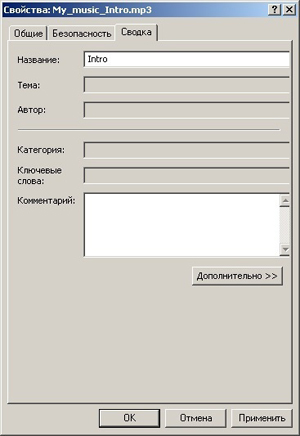 Свойства: My_music_Intro.mp3
Общие Безопасность Сводка
Название: Intro
Тема:
Автор:
Категория:
Ключевые
слова:
Комментарий:
Дополнительно >>
OK Отмена Применить